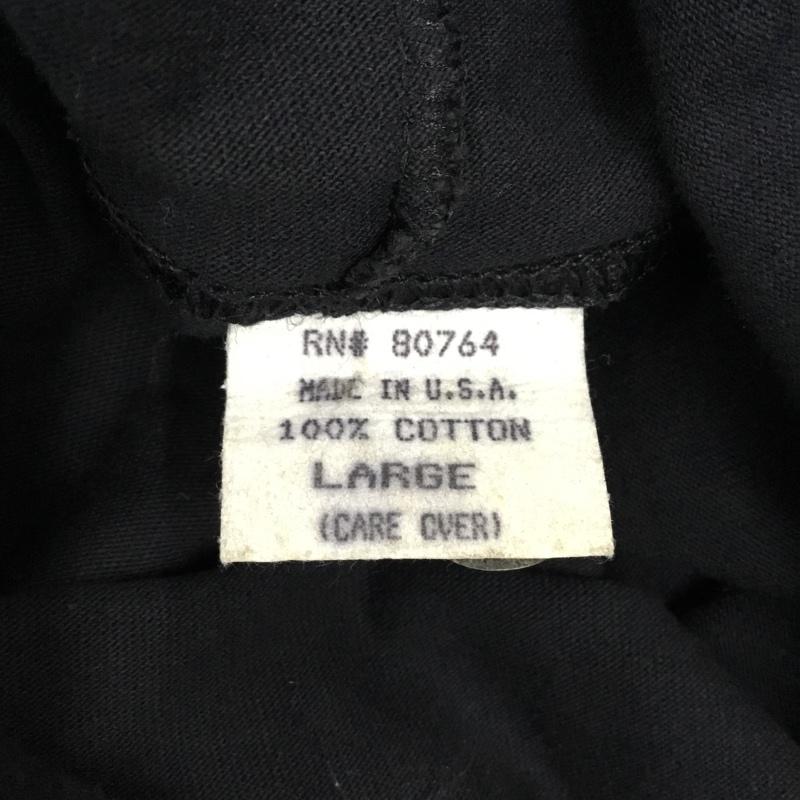 RN# 80764
MADE IN U.S.A.
100% COTTON
LARGE
(CARE OVER)